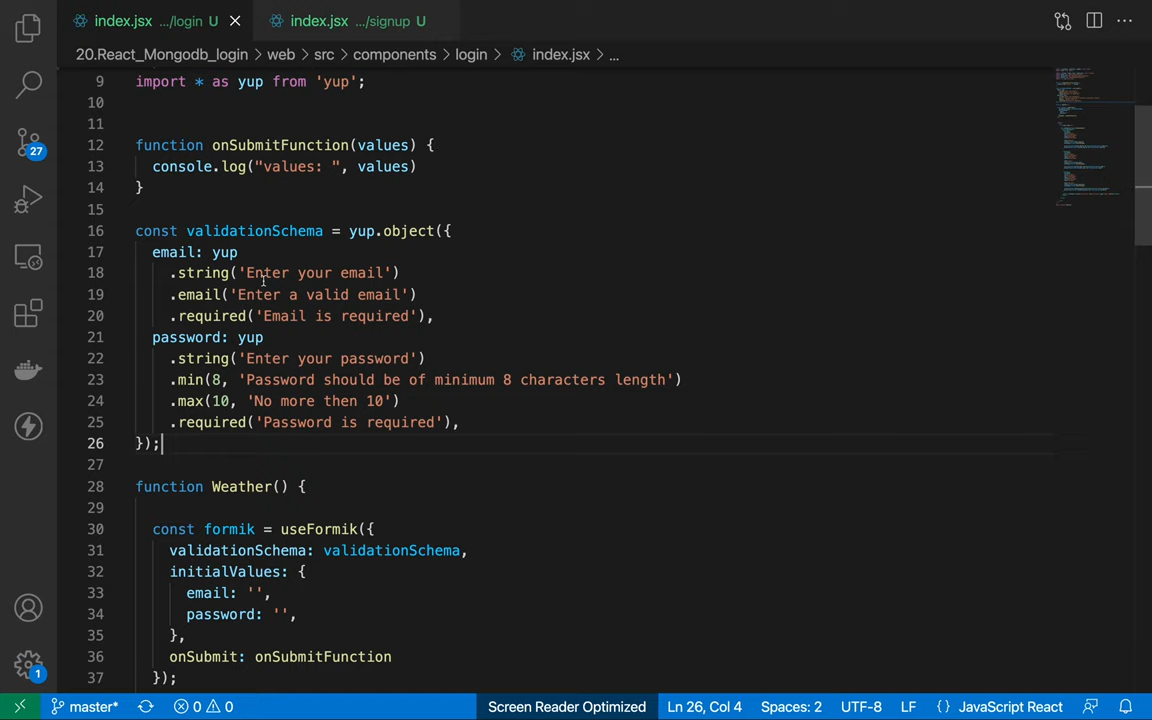 index.jsx .../login U
index.jsx .../signup U
20.React_Mongodb_login > web > src > components > login > index.jsx > ...
9 import * as yup from 'yup';
10
11
12 function onSubmitFunction(values) {
13 console.log("values: ", values)
14 }
15
16 const validationSchema = yup.object({
17 email: yup
18 .string('Enter your email')
19 .email('Enter a valid email')
20 .required('Email is required'),
21 password: yup
22 .string('Enter your password')
23 .min(8, 'Password should be of minimum 8 characters length')
24 .max(10, 'No more then 10')
25 .required('Password is required'),
26 });
27
28 function Weather() {
29
30 const formik = useFormik({
31 validationSchema: validationSchema,
32 initialValues: {
33 email: '',
34 password: '',
35 },
36 onSubmit: onSubmitFunction
37 });
27
1
master* 0 0 Screen Reader Optimized Ln 26, Col 4 Spaces: 2 UTF-8 LF {} JavaScript React